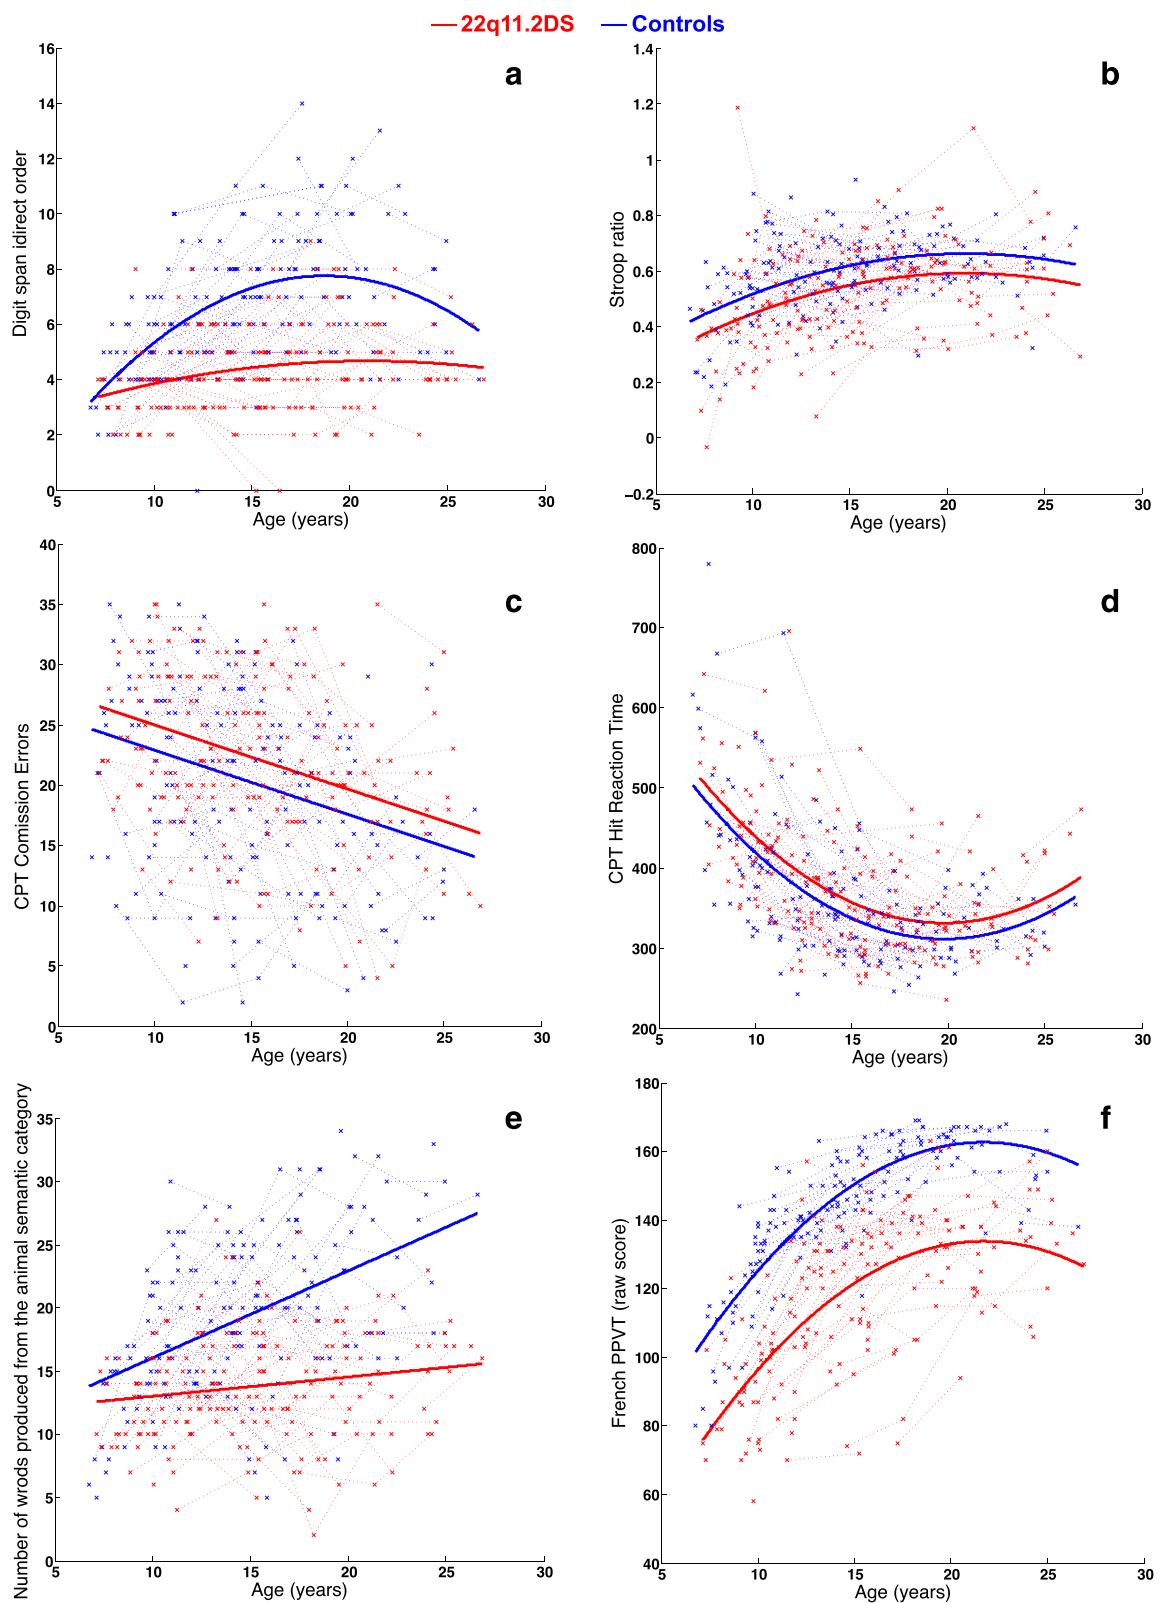 22q11.2DS Controls
a
Digit span idirect order
16
14
12
10
8
6
4
2
0
5 10 15 20 25 30
Age (years)
b
Stroop ratio
1.4
1.2
1
0.8
0.6
0.4
0.2
0
−0.2
5 10 15 20 25 30
Age (years)
c
CPT Comission Errors
40
35
30
25
20
15
10
5
0
5 10 15 20 25 30
Age (years)
d
CPT Hit Reaction Time
800
700
600
500
400
300
200
5 10 15 20 25 30
Age (years)
e
Number of wrods produced from the animal semantic category
35
30
25
20
15
10
5
0
5 10 15 20 25 30
Age (years)
f
French PPVT (raw score)
180
160
140
120
100
80
60
40
5 10 15 20 25 30
Age (years)